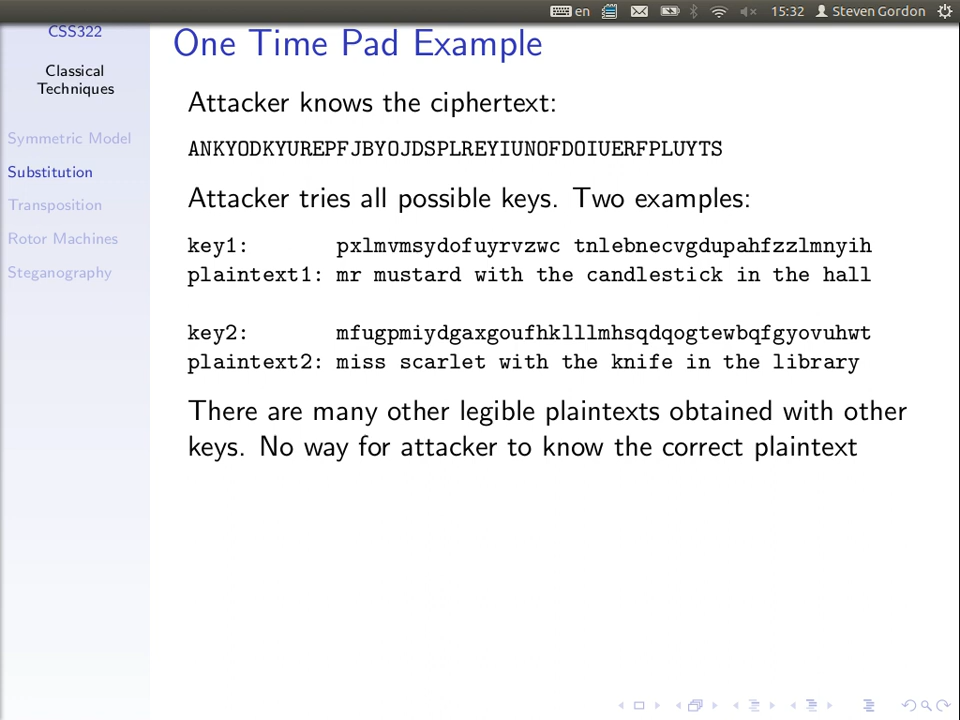 en 15:32 Steven Gordon
CSS322
Classical
Techniques
Symmetric Model
Substitution
Transposition
Rotor Machines
Steganography
One Time Pad Example
Attacker knows the ciphertext:
ANKYODKYUREPFJBYOJDSPLREYIUNOFDOIUERFPLUYTS
Attacker tries all possible keys. Two examples:
key1: pxlmvmsydofuyrvzwc tnlebnecvgdupahfzzlmnyih
plaintext1: mr mustard with the candlestick in the hall
key2: mfugpmiydgaxgoufhklllmhsqdqogtewbqfgyovuhwt
plaintext2: miss scarlet with the knife in the library
There are many other legible plaintexts obtained with other
keys. No way for attacker to know the correct plaintext